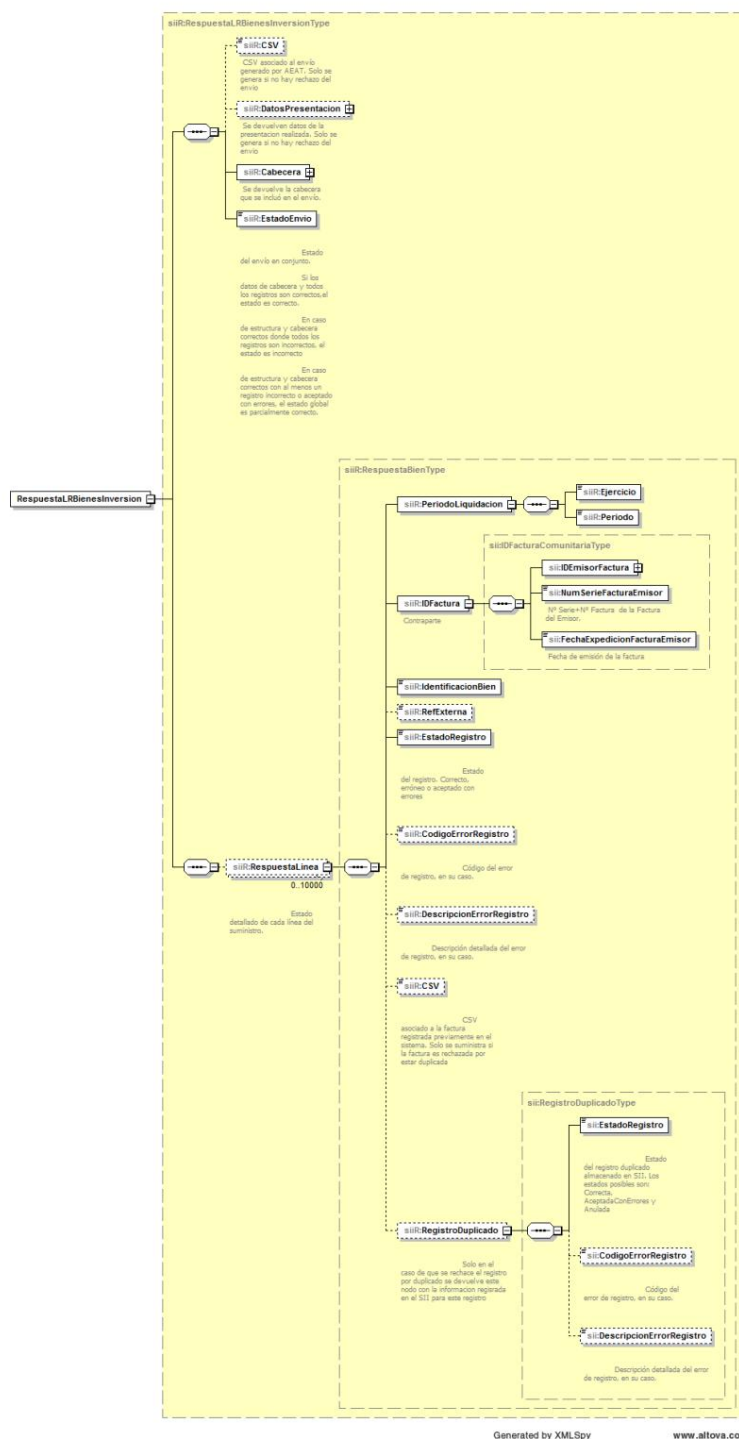 siiR:RespuestaLRBienesInversionType
siiR:CSV
CSV asociado al envío
generado por AEAT. Solo se
genera si no hay rechazo del
envio
siiR:DatosPresentacion
Se devuelven datos de la
presentacion realizada. Solo se
genera si no hay rechazo del
envio
siiR:Cabecera
Se devuelve la cabecera
que se incluó en el envío.
siiR:EstadoEnvio
Estado
del envío en conjunto.
Si los
datos de cabecera y todos
los registros son correctos,el
estado es correcto.
En caso
de estructura y cabecera
correctos donde todos los
registros son incorrectos, el
estado es incorrecto
En caso
de estructura y cabecera
correctos con al menos un
registro incorrecto o aceptado
con errores, el estado global
es parcialmente correcto.
RespuestaLRBienesInversion
siiR:RespuestaBienType
siiR:PeriodoLiquidacion
siiR:Ejercicio
siiR:Periodo
sii:IDFacturaComunitariaType
siiR:IDFactura
Contraparte
sii:IDEmisorFactura
sii:NumSerieFacturaEmisor
Nº Serie+Nº Factura de la Factura
del Emisor.
sii:FechaExpedicionFacturaEmisor
Fecha de emisión de la factura
siiR:IdentificacionBien
siiR:RefExterna
siiR:EstadoRegistro
Estado
del registro. Correcto,
erróneo o aceptado con
errores
siiR:CodigoErrorRegistro
Código del error
de registro, en su caso.
siiR:RespuestaLinea
0..10000
Estado
detallado de cada línea del
suministro.
siiR:DescripcionErrorRegistro
Descripción detallada del error
de registro, en su caso.
siiR:CSV
CSV
asociado a la factura
registrada previamente en el
sistema. Solo se suministra si
la factura es rechazada por
estar duplicada
sii:RegistroDuplicadoType
sii:EstadoRegistro
Estado
del registro duplicado
almacenado en SII. Los
estados posibles son:
Correcta,
AceptadaConErrores y
Anulada
siiR:RegistroDuplicado
Solo en el
caso de que se rechace el registro
por duplicado se devuelve este
nodo con la informacion registrada
en el SII para este registro
sii:CodigoErrorRegistro
Código del
error de registro, en su caso.
sii:DescripcionErrorRegistro
Descripción detallada del error
de registro, en su caso.
Generated by XMLSpy
www.altova.co